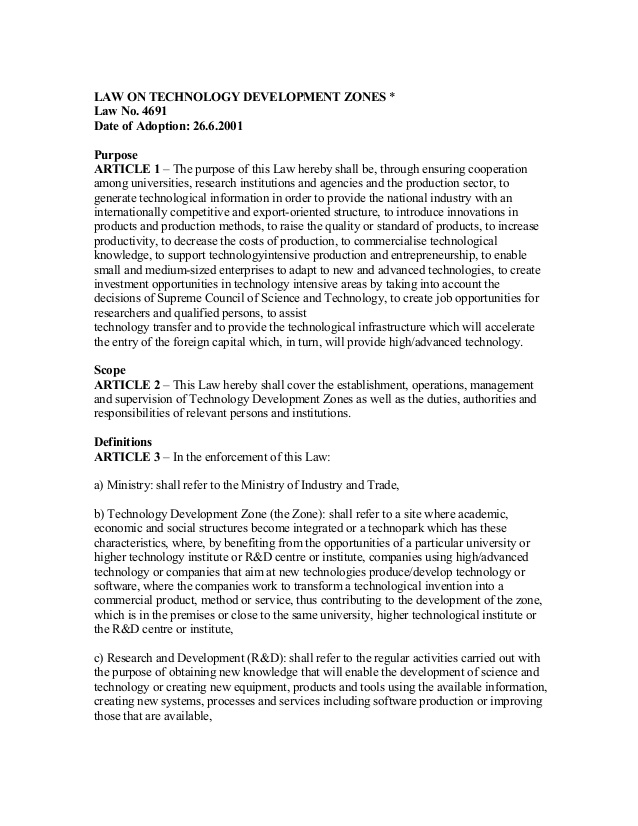 LAW ON TECHNOLOGY DEVELOPMENT ZONES *
Law No. 4691
Date of Adoption: 26.6.2001
Purpose
ARTICLE 1 – The purpose of this Law hereby shall be, through ensuring cooperation
among universities, research institutions and agencies and the production sector, to
generate technological information in order to provide the national industry with an
internationally competitive and export-oriented structure, to introduce innovations in
products and production methods, to raise the quality or standard of products, to increase
productivity, to decrease the costs of production, to commercialise technological
knowledge, to support technologyintensive production and entrepreneurship, to enable
small and medium-sized enterprises to adapt to new and advanced technologies, to create
investment opportunities in technology intensive areas by taking into account the
decisions of Supreme Council of Science and Technology, to create job opportunities for
researchers and qualified persons, to assist
technology transfer and to provide the technological infrastructure which will accelerate
the entry of the foreign capital which, in turn, will provide high/advanced technology.
Scope
ARTICLE 2 – This Law hereby shall cover the establishment, operations, management
and supervision of Technology Development Zones as well as the duties, authorities and
responsibilities of relevant persons and institutions.
Definitions
ARTICLE 3 – In the enforcement of this Law:
a) Ministry: shall refer to the Ministry of Industry and Trade,
b) Technology Development Zone (the Zone): shall refer to a site where academic,
economic and social structures become integrated or a technopark which has these
characteristics, where, by benefiting from the opportunities of a particular university or
higher technology institute or R&D centre or institute, companies using high/advanced
technology or companies that aim at new technologies produce/develop technology or
software, where the companies work to transform a technological invention into a
commercial product, method or service, thus contributing to the development of the zone,
which is in the premises or close to the same university, higher technological institute or
the R&D centre or institute,
c) Research and Development (R&D): shall refer to the regular activities carried out with
the purpose of obtaining new knowledge that will enable the development of science and
technology or creating new equipment, products and tools using the available information,
creating new systems, processes and services including software production or improving
those that are available,